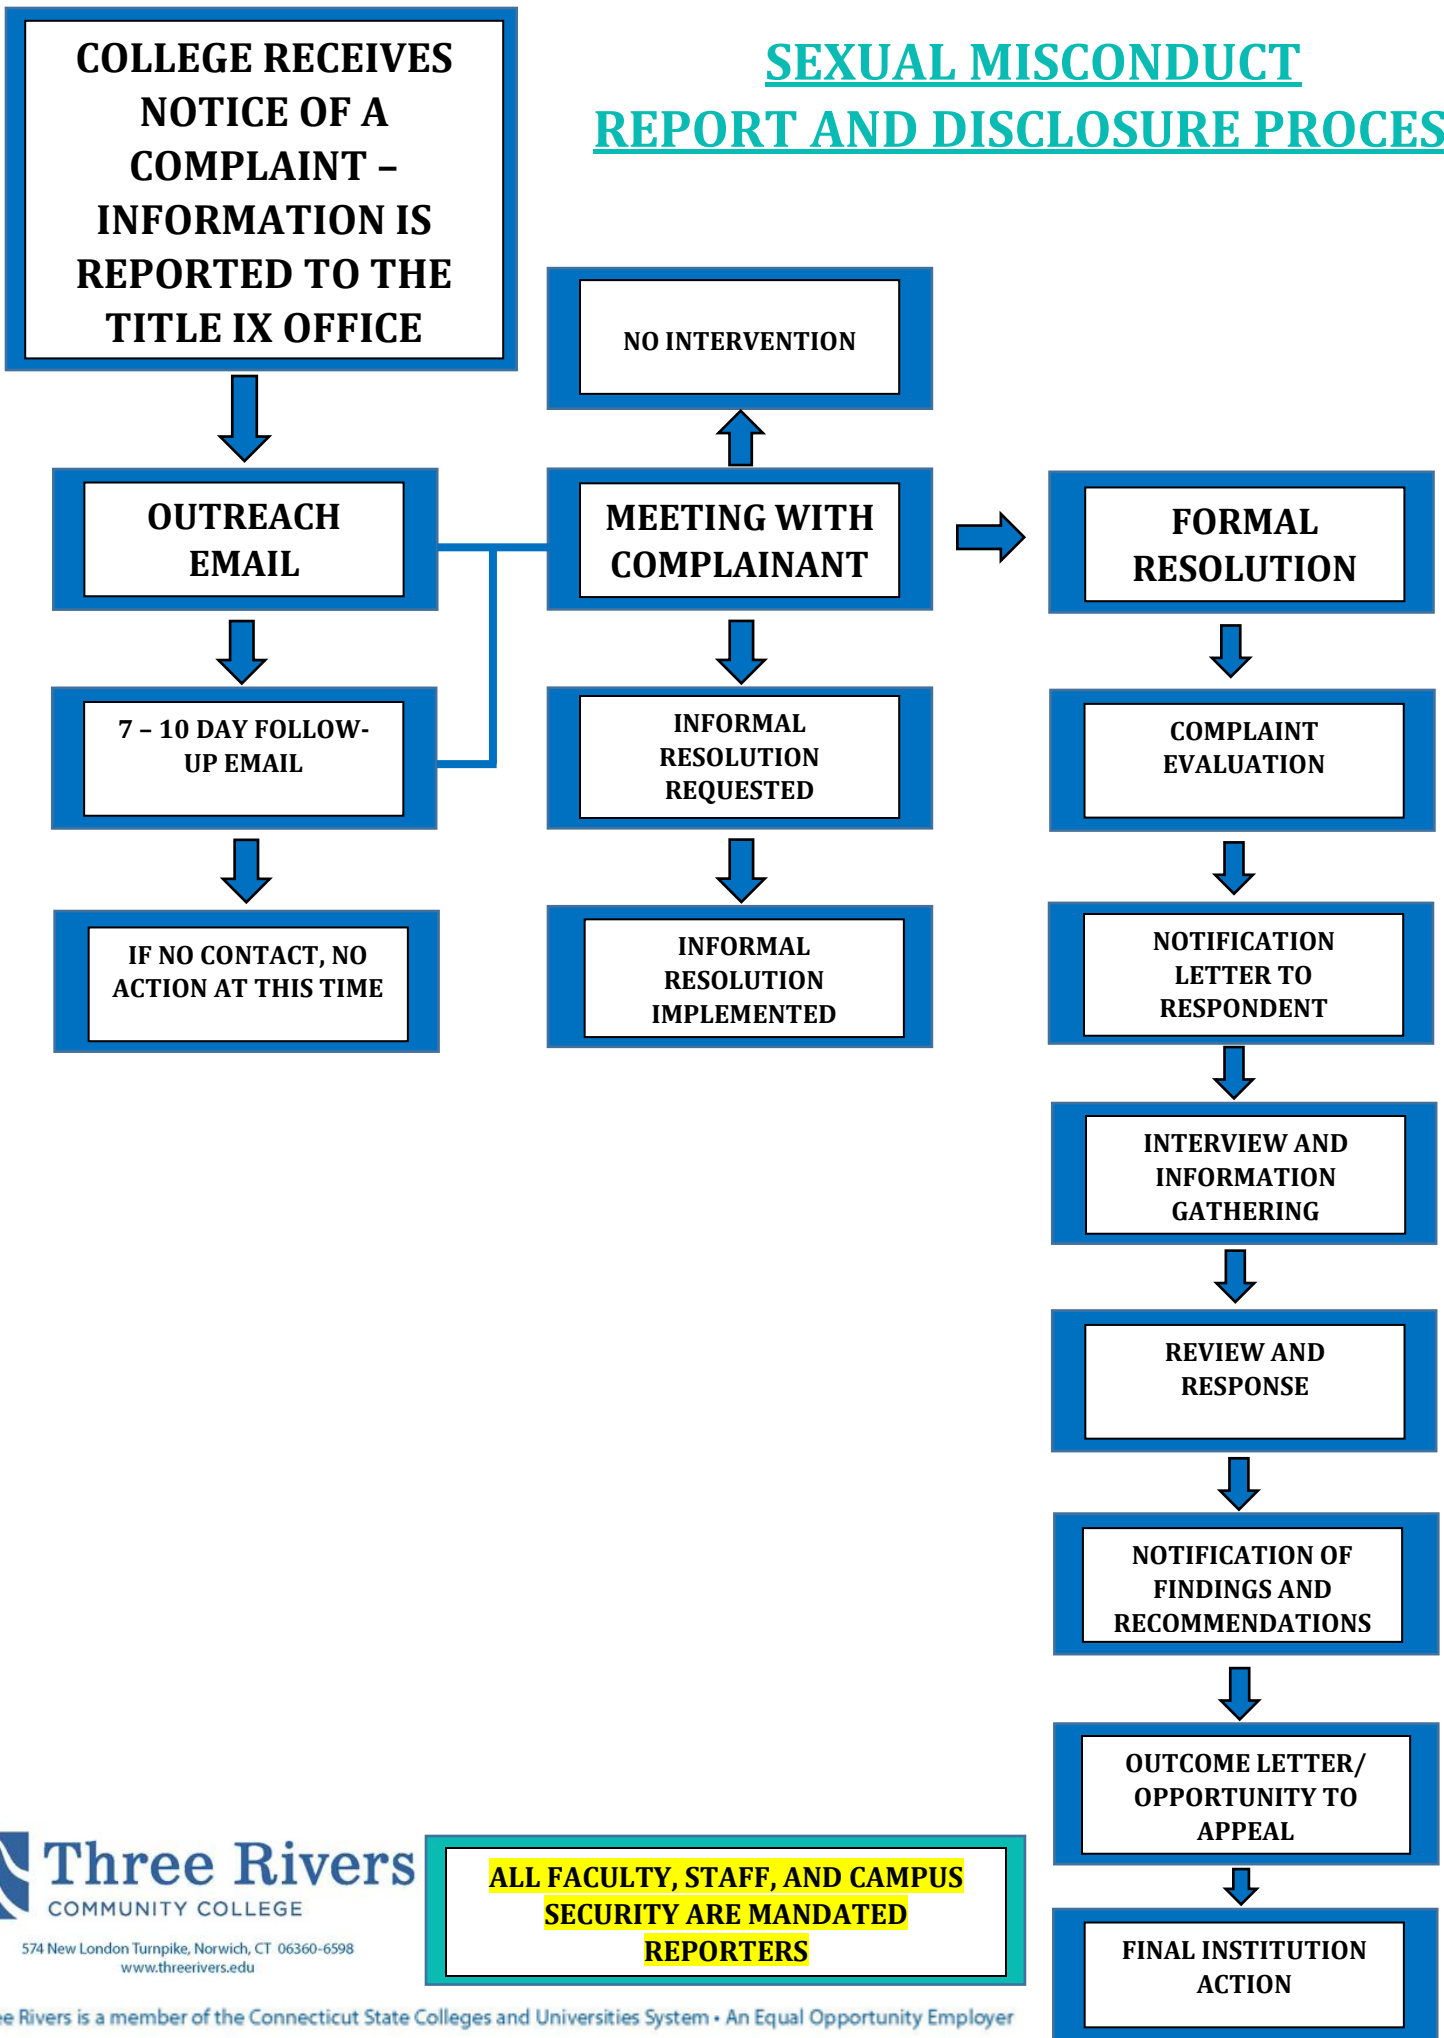 COLLEGE RECEIVES
NOTICE OF A
COMPLAINT –
INFORMATION IS
REPORTED TO THE
TITLE IX OFFICE
SEXUAL MISCONDUCT
REPORT AND DISCLOSURE PROCES
NO INTERVENTION
OUTREACH
EMAIL
MEETING WITH
COMPLAINANT
FORMAL
RESOLUTION
7 – 10 DAY FOLLOW-
UP EMAIL
INFORMAL
RESOLUTION
REQUESTED
COMPLAINT
EVALUATION
IF NO CONTACT, NO
ACTION AT THIS TIME
INFORMAL
RESOLUTION
IMPLEMENTED
NOTIFICATION
LETTER TO
RESPONDENT
INTERVIEW AND
INFORMATION
GATHERING
REVIEW AND
RESPONSE
NOTIFICATION OF
FINDINGS AND
RECOMMENDATIONS
OUTCOME LETTER/
OPPORTUNITY TO
APPEAL
FINAL INSTITUTION
ACTION
Three Rivers
COMMUNITY COLLEGE
574 New London Turnpike, Norwich, CT 06360-6598
www.threerivers.edu
ALL FACULTY, STAFF, AND CAMPUS
SECURITY ARE MANDATED
REPORTERS
ee Rivers is a member of the Connecticut State Colleges and Universities System • An Equal Opportunity Employer